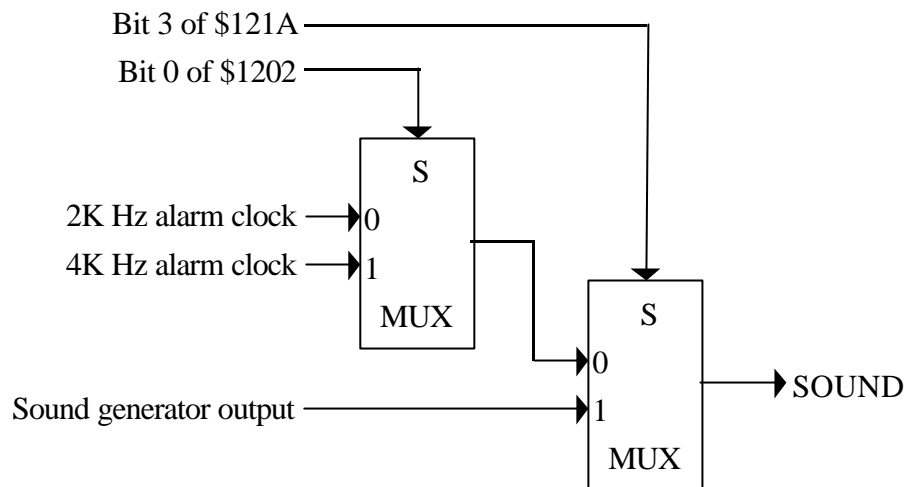 Bit 3 of $121A
Bit 0 of $1202
S
2K Hz alarm clock
0
4K Hz alarm clock
1
MUX
S
0
SOUND
Sound generator output
1
MUX